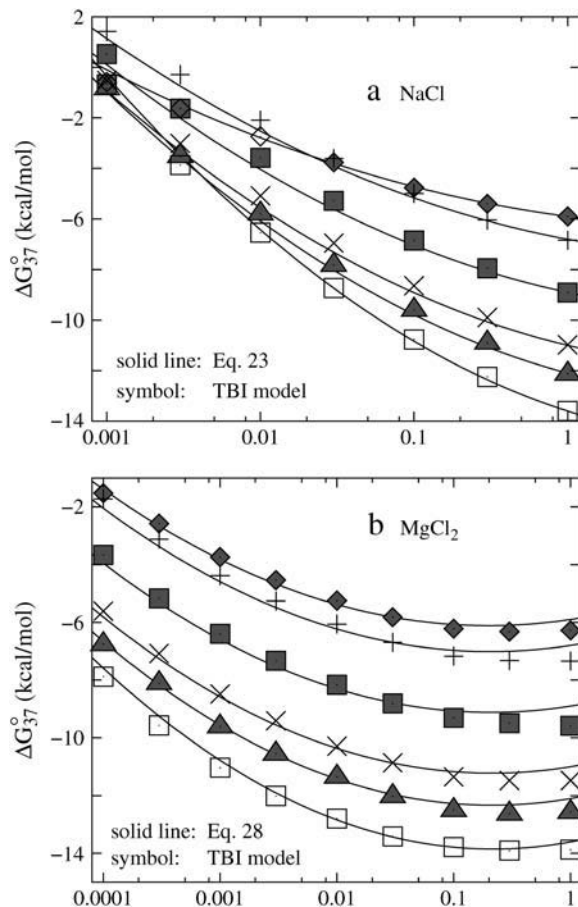 2
a NaCl
−2
−6
ΔG°37 (kcal/mol)
−10
solid line: Eq. 23
symbol: TBI model
−14
0.001 0.01 0.1 1
−2
b MgCl₂
−6
ΔG°37 (kcal/mol)
−10
solid line: Eq. 28
symbol: TBI model
−14
0.0001 0.001 0.01 0.1 1